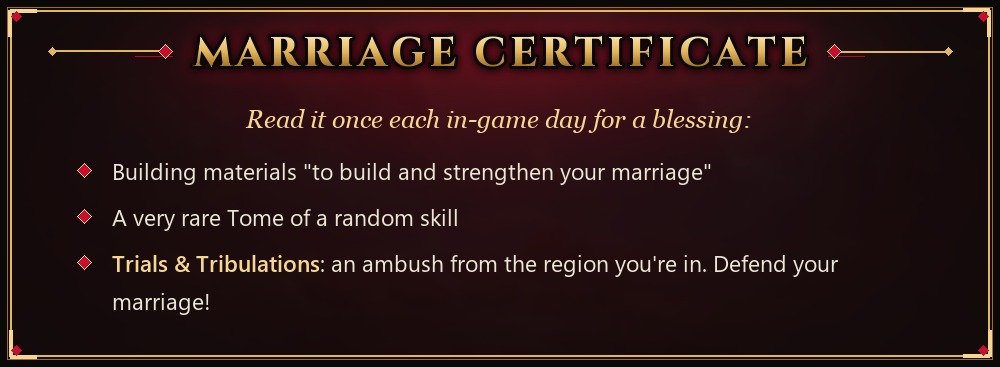 MARRIAGE CERTIFICATE
Read it once each in-game day for a blessing:
Building materials "to build and strengthen your marriage"
A very rare Tome of a random skill
Trials & Tribulations: an ambush from the region you're in. Defend your
marriage!